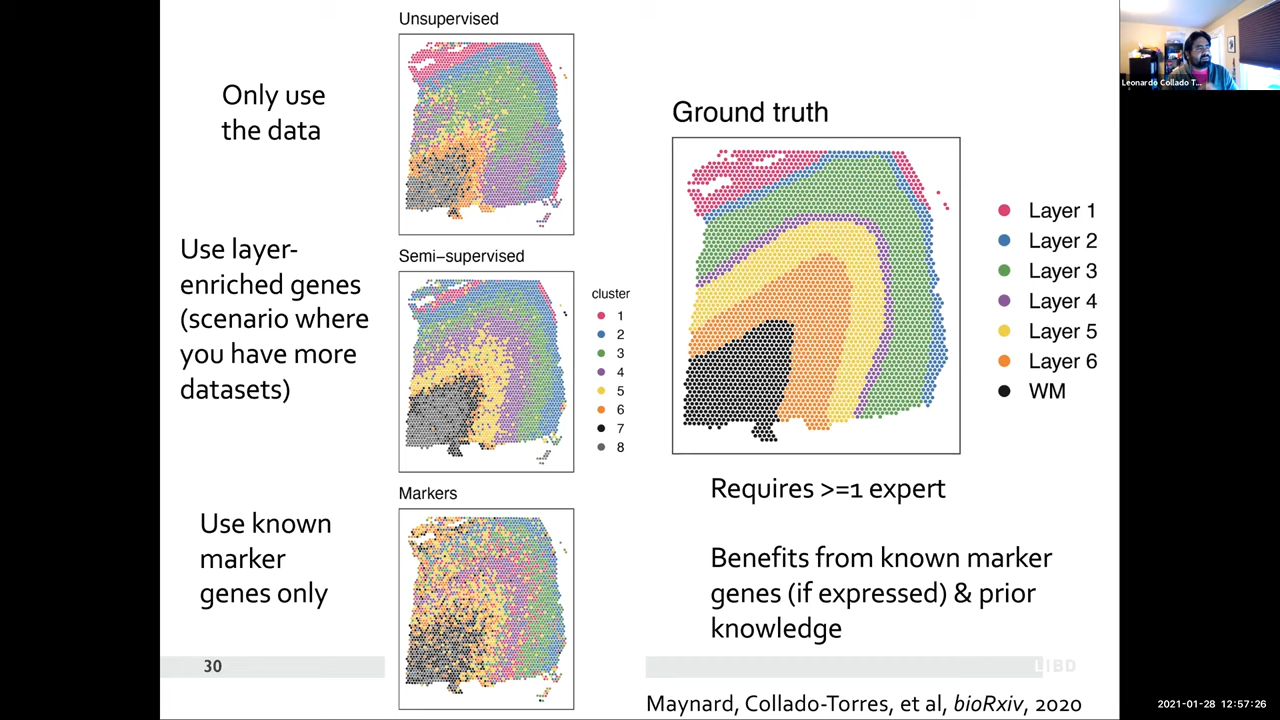 Unsupervised
Only use
the data
Use layer-
enriched genes
(scenario where
you have more
datasets)
Semi-supervised
cluster
1
2
3
4
5
6
7
8
Use known
marker
genes only
Markers
Ground truth
Layer 1
Layer 2
Layer 3
Layer 4
Layer 5
Layer 6
WM
Requires >=1 expert
Benefits from known marker
genes (if expressed) & prior
knowledge
30
LIBD
Maynard, Collado-Torres, et al, bioRxiv, 2020
Leonardo Collado T...
2021-01-28 12:57:26